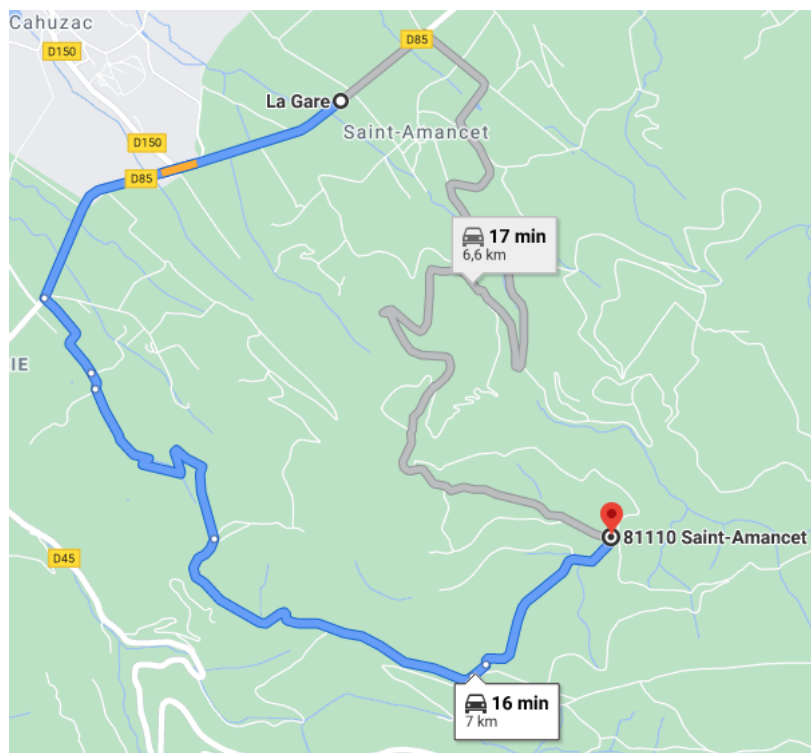 Cahuzac
D150
D85
La Gare
Saint-Amancet
D150
D85
17 min
6,6 km
IE
81110 Saint-Amancet
D45
16 min
7 km